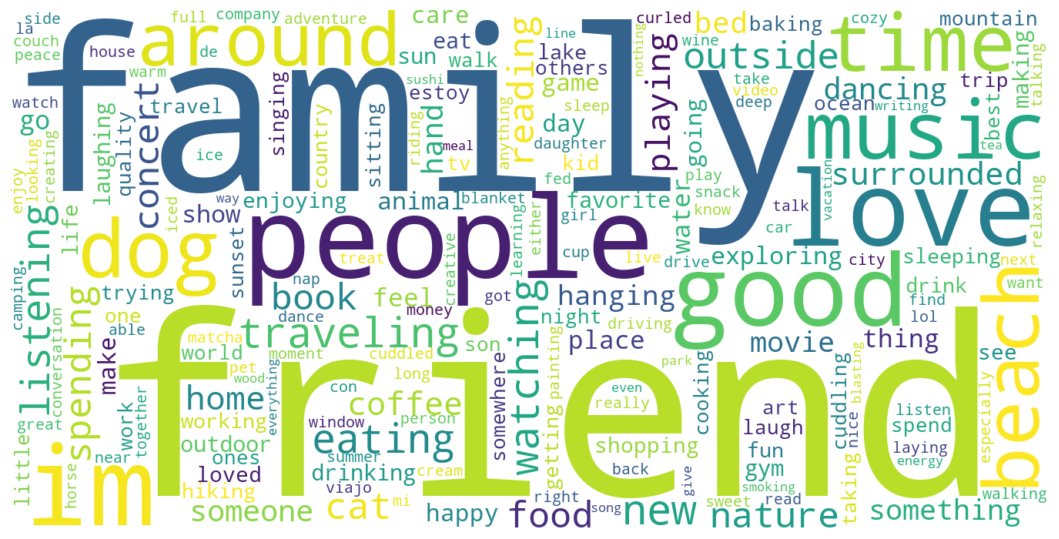 side
la
couch
peace
full
company
adventure
around
care
sun
eat
walk
line
curled
lake
others
reading
game
bed
wine
baking
outside
cozy
time
mountain
making
talking
house
de
warm
family
watch
go
travel
concert
ice
singing
country
sitting
estoy
hand
tv
riding
meal
sushi
anything
sleep
day
daughter
kid
fed
playing
going
take
video
deep
dancing
ocean
writing
trip
best
tea
music
enjoy
looking
creating
laughing
quality
life
iced
way
show
enjoying
animal
blanket
favorite
girl
water
play
snack
know
talk
car
vacation
love
surrounded
relaxing
listening
dog
sunset
people
creative
learning
either
cup
live
drive
exploring
city
sleeping
next
want
camping
trying
one
able
nap
treat
book
dance
feel
money
got
hanging
night
driving
good
drink
find
lol
beach
conversation
spending
make
matcha
world
traveling
moment
cuddled
son
watching
place
movie
thing
see
great
little
work
together
near
pet
wood
home
everything
con
long
coffee
person
somewhere
getting
painting
park
even
really
cooking
art
laugh
cuddling
nice
blasting
listen
spend
especially
im
horse
working
outdoor
ones
loved
hiking
someone
friend
window
summer
eating
drinking
cream
viajo
cat
mi
happy
right
song
food
shopping
back
give
new
fun
gym
smoking
sweet
read
nature
taking
laying
energy
walking
something